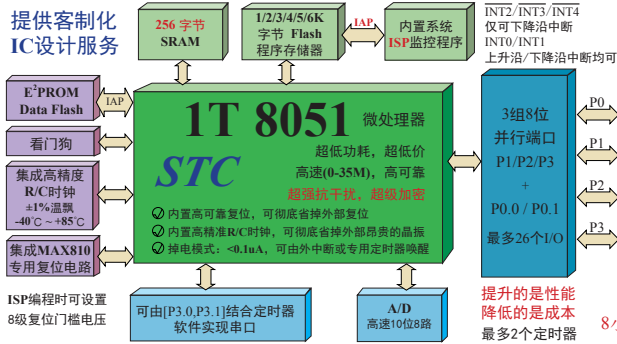 提供客制化
IC设计服务
256 字节
SRAM
1/2/3/4/5/6K
字节 Flash
程序存储器
IAP
内置系统
ISP监控程序
INT2/INT3/INT4
仅可下降沿中断
INT0/INT1
上升沿/下降沿中断均可
E²PROM
Data Flash
IAP
看门狗
集成高精度
R/C时钟
±1%温飘
-40℃～+85℃
集成MAX810
专用复位电路
ISP编程时可设置
8级复位门槛电压
1T 8051 微处理器
STC
超低功耗，超低价
高速(0-35M)，高可靠
超强抗干扰，超级加密
内置高可靠复位，可彻底省掉外部复位
内置高精准R/C时钟，可彻底省掉外部昂贵的晶振
掉电模式：<0.1uA，可由外中断或专用定时器唤醒
3组8位
并行端口
P1/P2/P3
+
P0.0 / P0.1
最多26个I/O
P0
P1
P2
P3
可由[P3.0,P3.1]结合定时器
软件实现串口
A/D
高速10位8路
提升的是性能
降低的是成本
最多2个定时器